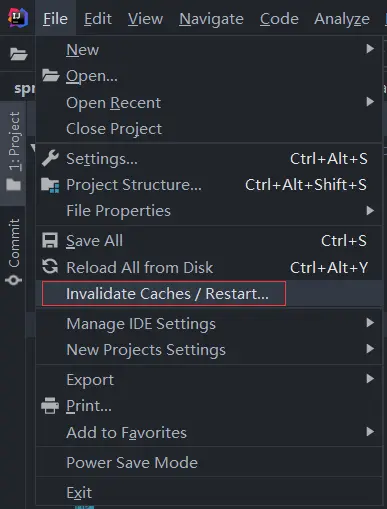 File Edit View Navigate Code Analyze
New
Open...
Open Recent
Close Project
Settings... Ctrl+Alt+S
Project Structure... Ctrl+Alt+Shift+S
File Properties
Save All Ctrl+S
Reload All from Disk Ctrl+Alt+Y
Invalidate Caches / Restart...
Manage IDE Settings
New Projects Settings
Export
Print...
Add to Favorites
Power Save Mode
Exit
spr
1: Project
Commit